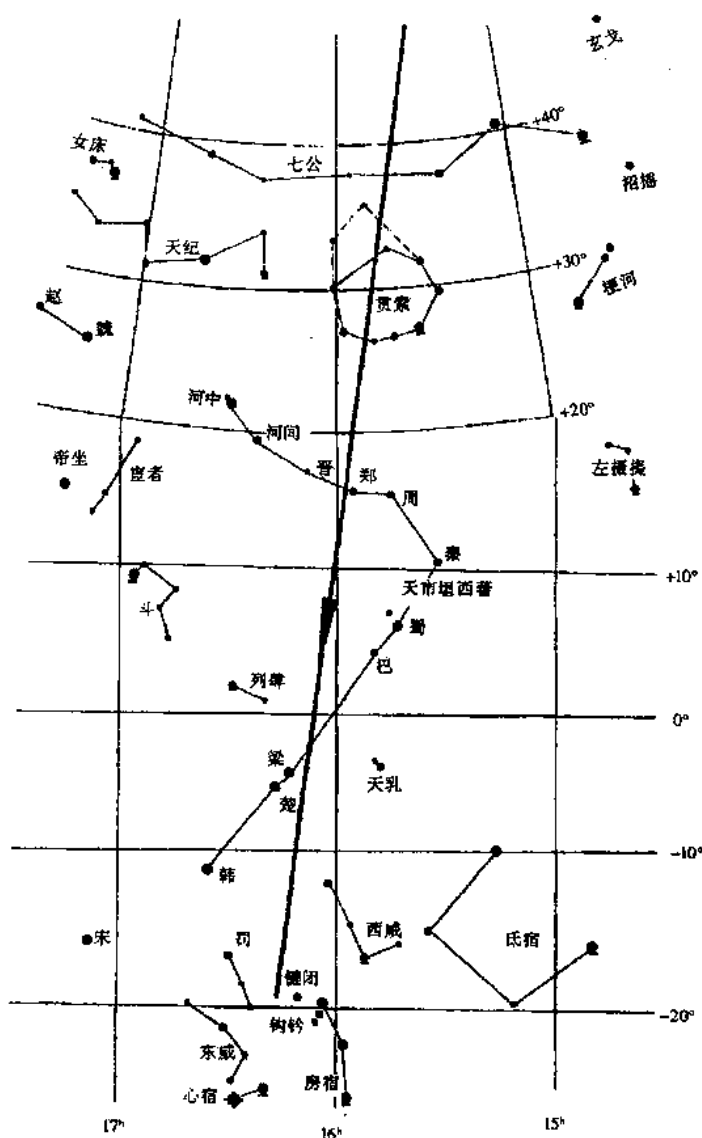 玄戈
+40°
女床
七公
招摇
天纪
+30°
梗河
赵
魏
贯索
河中
+20°
河间
帝坐
宦者
晋
郑
周
左摄提
秦
+10°
天市垣西蕃
斗
蜀
巴
列肆
0°
梁
天乳
楚
-10°
韩
宋
罚
西咸
氐宿
键闭
-20°
钩钤
东咸
心宿
房宿
17h
16h
15h